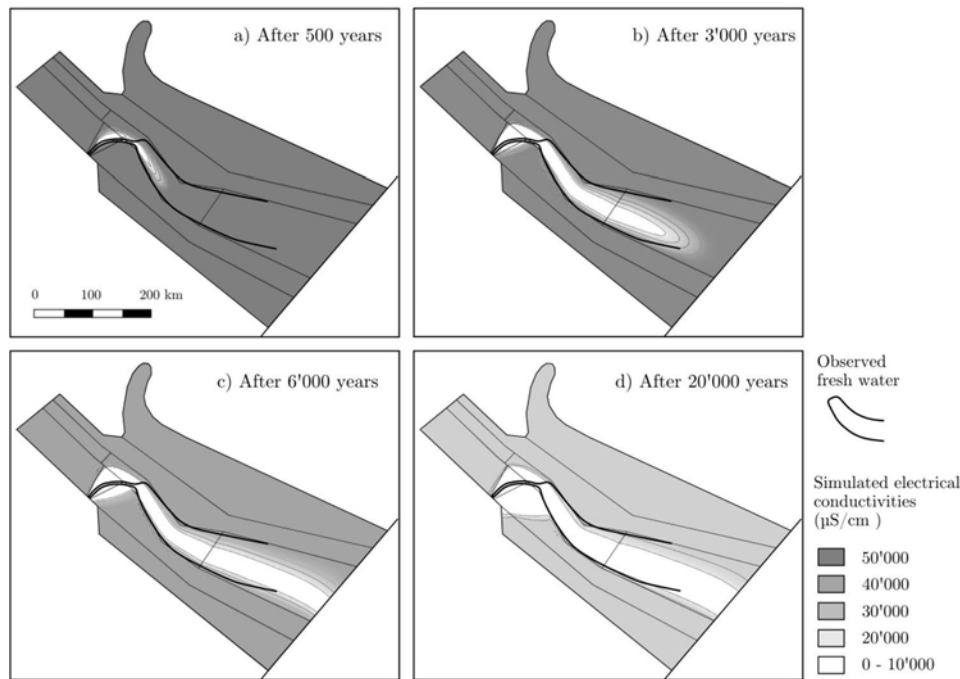 a) After 500 years
b) After 3'000 years
0 100 200 km
c) After 6'000 years
d) After 20'000 years
Observed
fresh water
Simulated electrical
conductivities
(µS/cm )
50'000
40'000
30'000
20'000
0 - 10'000